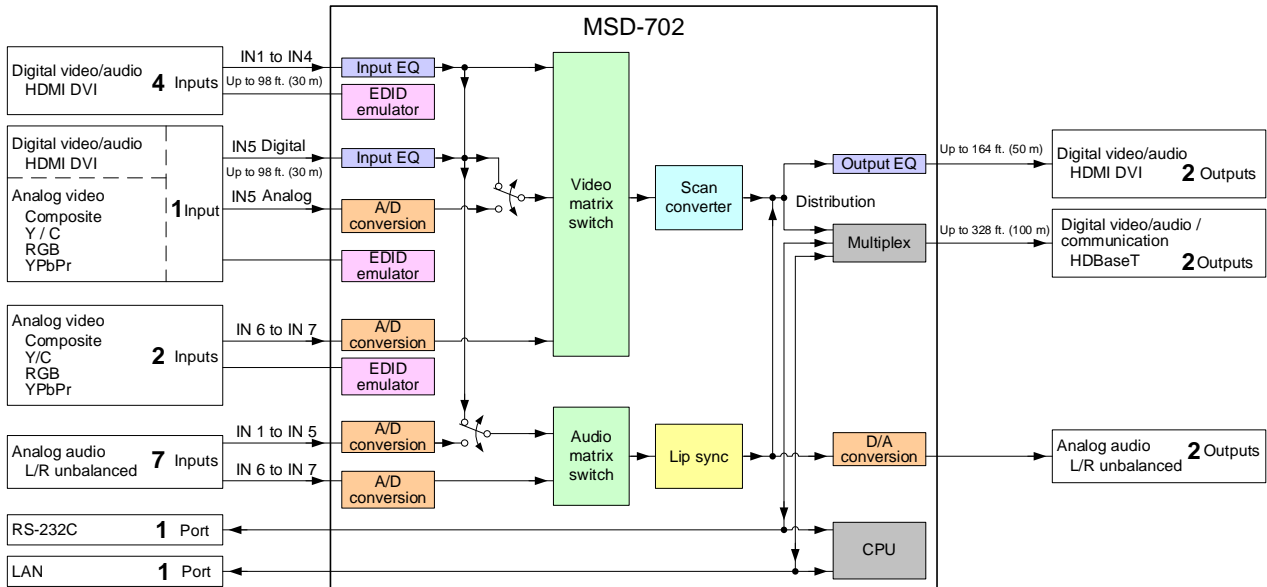 MSD-702
Digital video/audio
HDMI DVI
4 Inputs
IN1 to IN4
Up to 98 ft. (30 m)
Input EQ
EDID
emulator
Digital video/audio
HDMI DVI
Analog video
Composite
Y / C
RGB
YPbPr
1 Input
IN5 Digital
Up to 98 ft. (30 m)
IN5 Analog
Input EQ
A/D
conversion
EDID
emulator
Analog video
Composite
Y/C
RGB
YPbPr
2 Inputs
IN 6 to IN 7
A/D
conversion
EDID
emulator
Analog audio
L/R unbalanced
7 Inputs
IN 1 to IN 5
IN 6 to IN 7
A/D
conversion
A/D
conversion
RS-232C 1 Port
LAN 1 Port
Video
matrix
switch
Audio
matrix
switch
Scan
converter
Lip sync
Distribution
Output EQ
Multiplex
D/A
conversion
CPU
Up to 164 ft. (50 m)
Digital video/audio
HDMI DVI
2 Outputs
Up to 328 ft. (100 m)
Digital video/audio /
communication
HDBaseT
2 Outputs
Analog audio
L/R unbalanced
2 Outputs